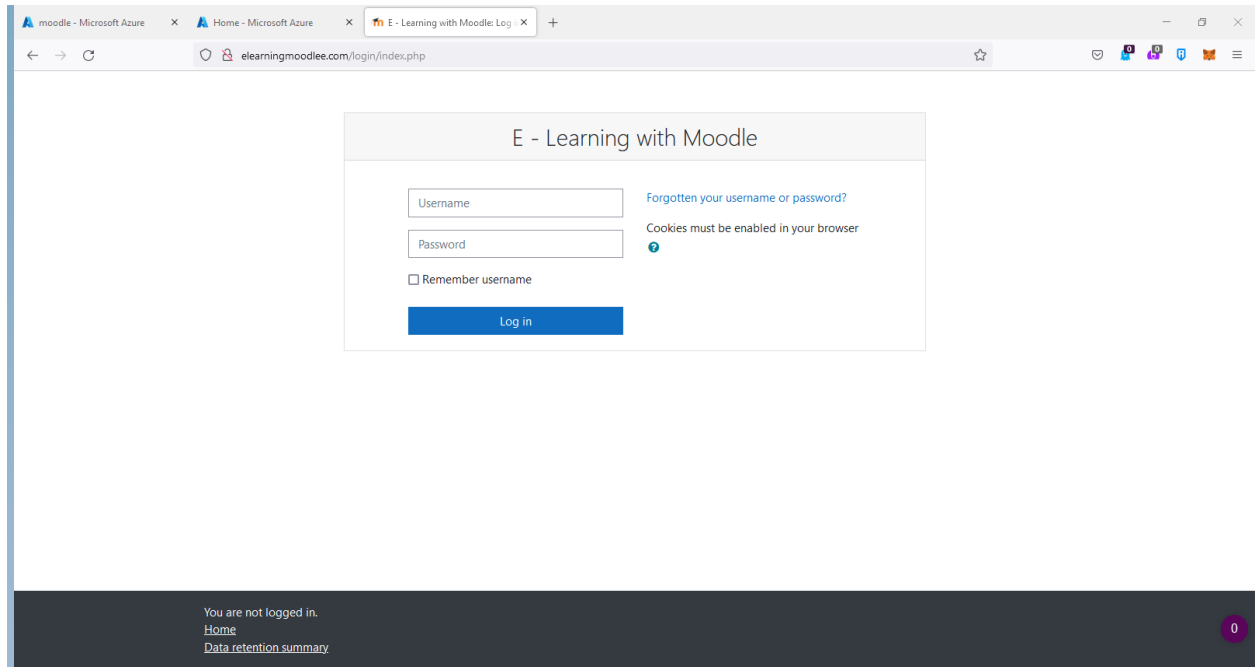 moodle - Microsoft Azure
Home - Microsoft Azure
E - Learning with Moodle: Log
elearningmoodlee.com/login/index.php
0
0
E - Learning with Moodle
Username
Forgotten your username or password?
Cookies must be enabled in your browser
Password
Remember username
Log in
You are not logged in.
Home
Data retention summary
0